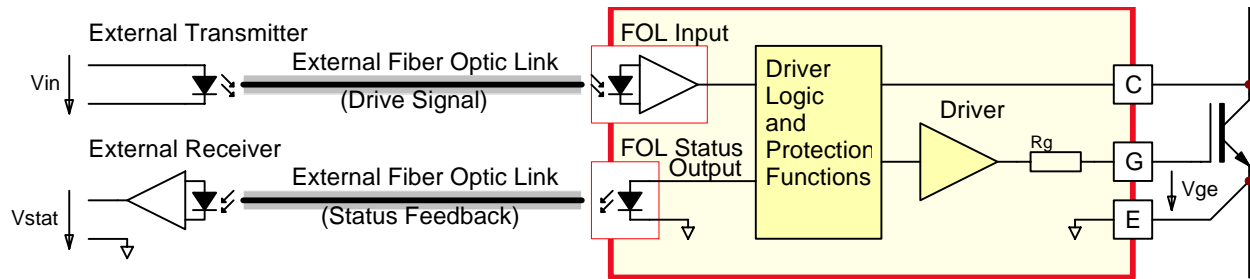 External Transmitter
Vin
External Fiber Optic Link
(Drive Signal)
FOL Input
Driver
Logic
and
Protection
Functions
Driver
Rg
C
G
E
Vge
External Receiver
Vstat
External Fiber Optic Link
(Status Feedback)
FOL Status
Output